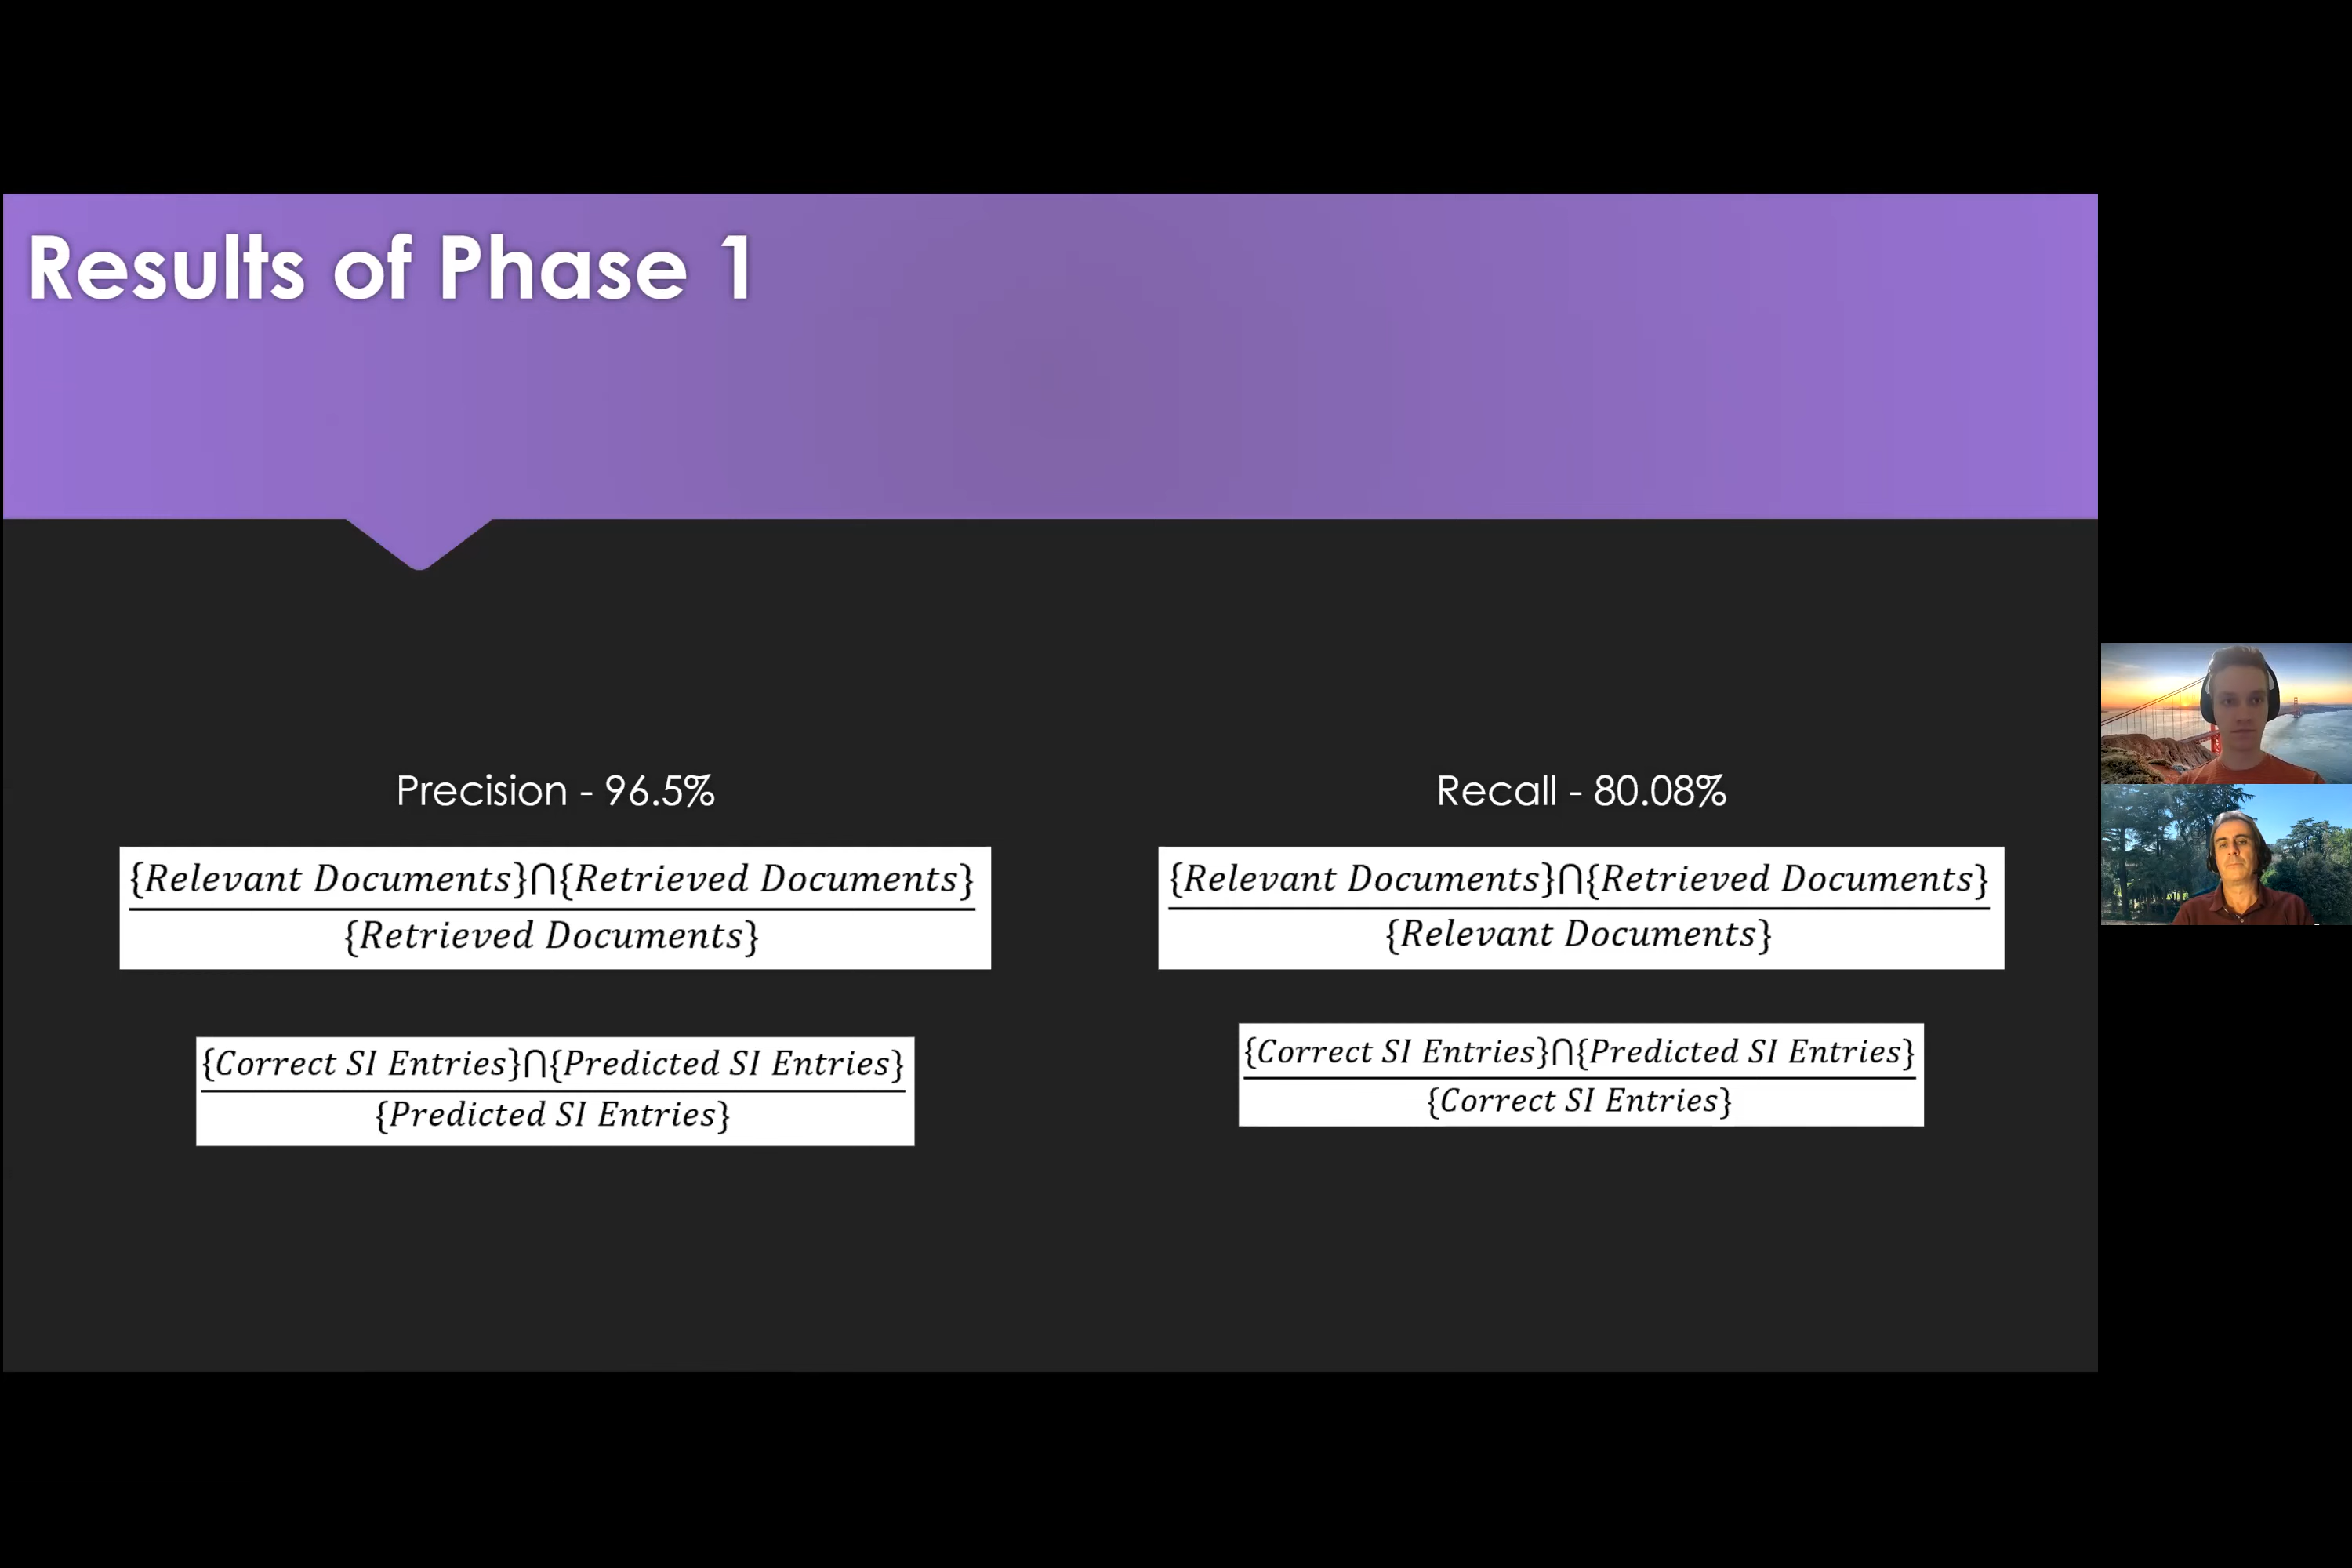 Results of Phase 1
Precision - 96.5%
{Relevant Documents}⋂{Retrieved Documents}
{Retrieved Documents}
{Correct SI Entries}⋂{Predicted SI Entries}
{Predicted SI Entries}
Recall - 80.08%
{Relevant Documents}⋂{Retrieved Documents}
{Relevant Documents}
{Correct SI Entries}⋂{Predicted SI Entries}
{Correct SI Entries}